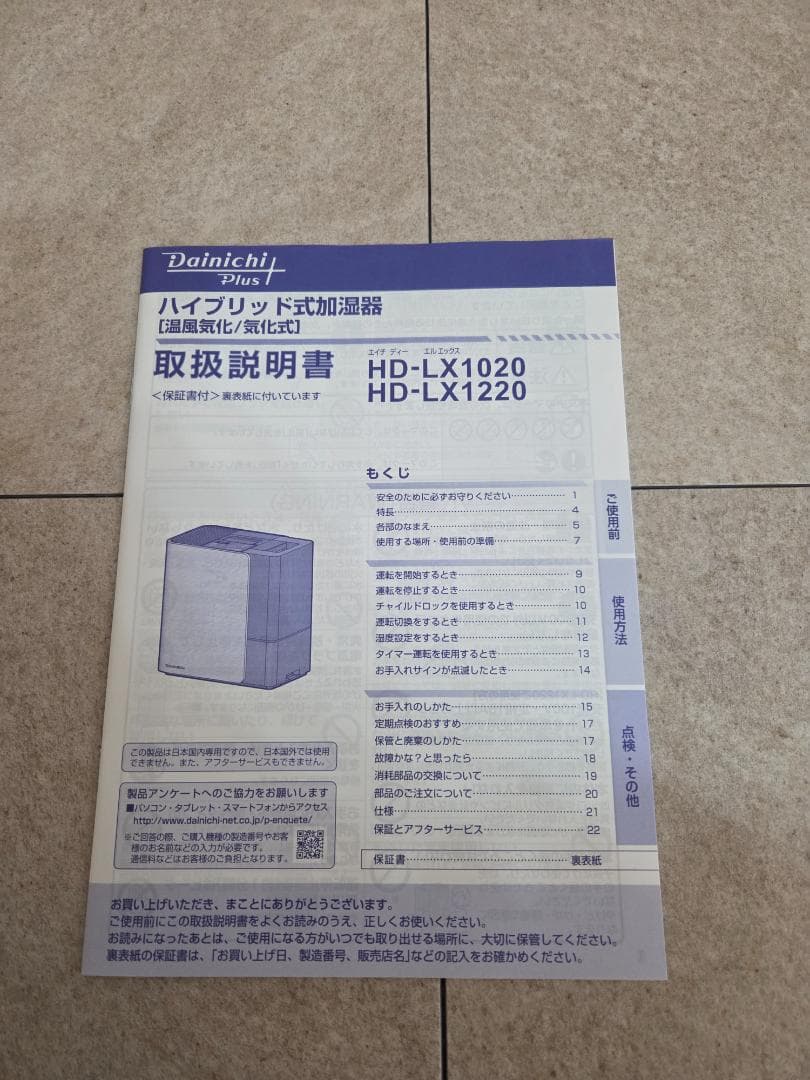 Dainichi
Plus
ハイブリッド式加湿器
[温風気化/気化式]
取扱説明書
<保証書付>裏表紙に付いています
エイチ ディー エルエックス
HD-LX1020
HD-LX1220
もくじ
安全のために必ずお守りください………………1
特長………………4
各部のなまえ………………5
使用する場所・使用前の準備………………7
ご使用前
運転を開始するとき………………9
運転を停止するとき………………10
チャイルドロックを使用するとき………………10
運転切換をするとき………………11
湿度設定をするとき………………12
タイマー運転を使用するとき………………13
お手入れサインが点滅したとき………………14
使用方法
お手入れのしかた………………15
定期点検のおすすめ………………17
保管と廃棄のしかた………………17
故障かな?と思ったら………………18
消耗部品の交換について………………19
部品のご注文について………………20
仕様………………21
保証とアフターサービス………………22
点検・その他
保証書………………裏表紙
この製品は日本国内専用ですので、日本国外では使用
できません。また、アフターサービスもできません。
製品アンケートへのご協力をお願いします
■パソコン・タブレット・スマートフォンからアクセス
http://www.dainichi-net.co.jp/p-enquete/
※ご回答の際、ご購入機種の製造番号やお客
様のお名前などの入力が必要です。
通信料などはお客様のご負担となります。
お買い上げいただき、まことにありがとうございます。
ご使用前にこの取扱説明書をよくお読みのうえ、正しくお使いください。
お読みになったあとは、ご使用になる方がいつでも取り出せる場所に、大切に保管してください。
裏表紙の保証書は、「お買い上げ日、製造番号、販売店名」などの記入をお確かめください。